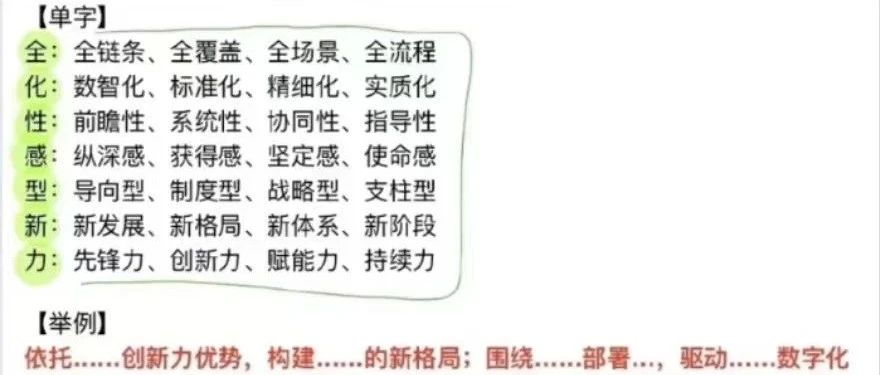 【单字】
全：全链条、全覆盖、全场景、全流程
化：数智化、标准化、精细化、实质化
性：前瞻性、系统性、协同性、指导性
感：纵深感、获得感、坚定感、使命感
型：导向型、制度型、战略型、支柱型
新：新发展、新格局、新体系、新阶段
力：先锋力、创新力、赋能力、持续力
【举例】
依托......创新力优势，构建......的新格局；围绕......部署...，驱动......数字化